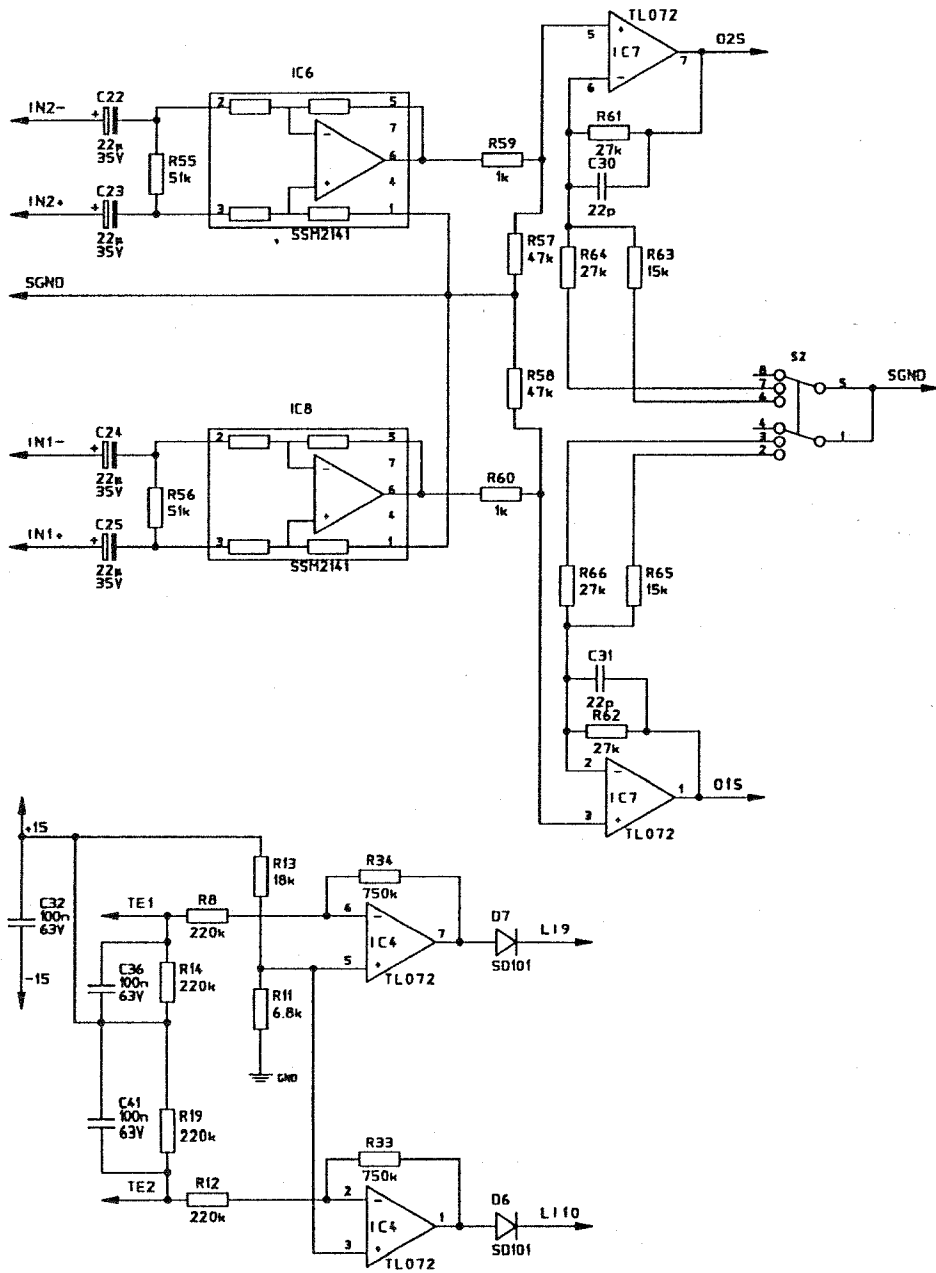 TL072
5
+
IC7
7
O2S
6
−
IC6
IN2-
+
C22
22µ
35V
R55
51k
2
5
7
−
6
+
4
3
1
SSM2141
IN2+
+
C23
22µ
35V
R59
1k
R61
27k
C30
22p
R57
47k
R64
27k
R63
15k
SGND
S2
8
7
6
5
SGND
4
3
2
1
R58
47k
IC8
IN1-
+
C24
22µ
35V
R56
51k
2
5
7
−
6
+
4
3
1
SSM2141
IN1+
+
C25
22µ
35V
R60
1k
R66
27k
R65
15k
C31
22p
R62
27k
2
−
IC7
1
O1S
3
+
TL072
+15
C32
100n
63V
-15
TE1
R8
220k
C36
100n
63V
R14
220k
R13
18k
R11
6.8k
GND
R34
750k
4
−
IC4
7
5
+
TL072
D7
SD101
LI9
C41
100n
63V
R19
220k
TE2
R12
220k
R33
750k
2
−
IC4
1
3
+
TL072
D6
SD101
LI10